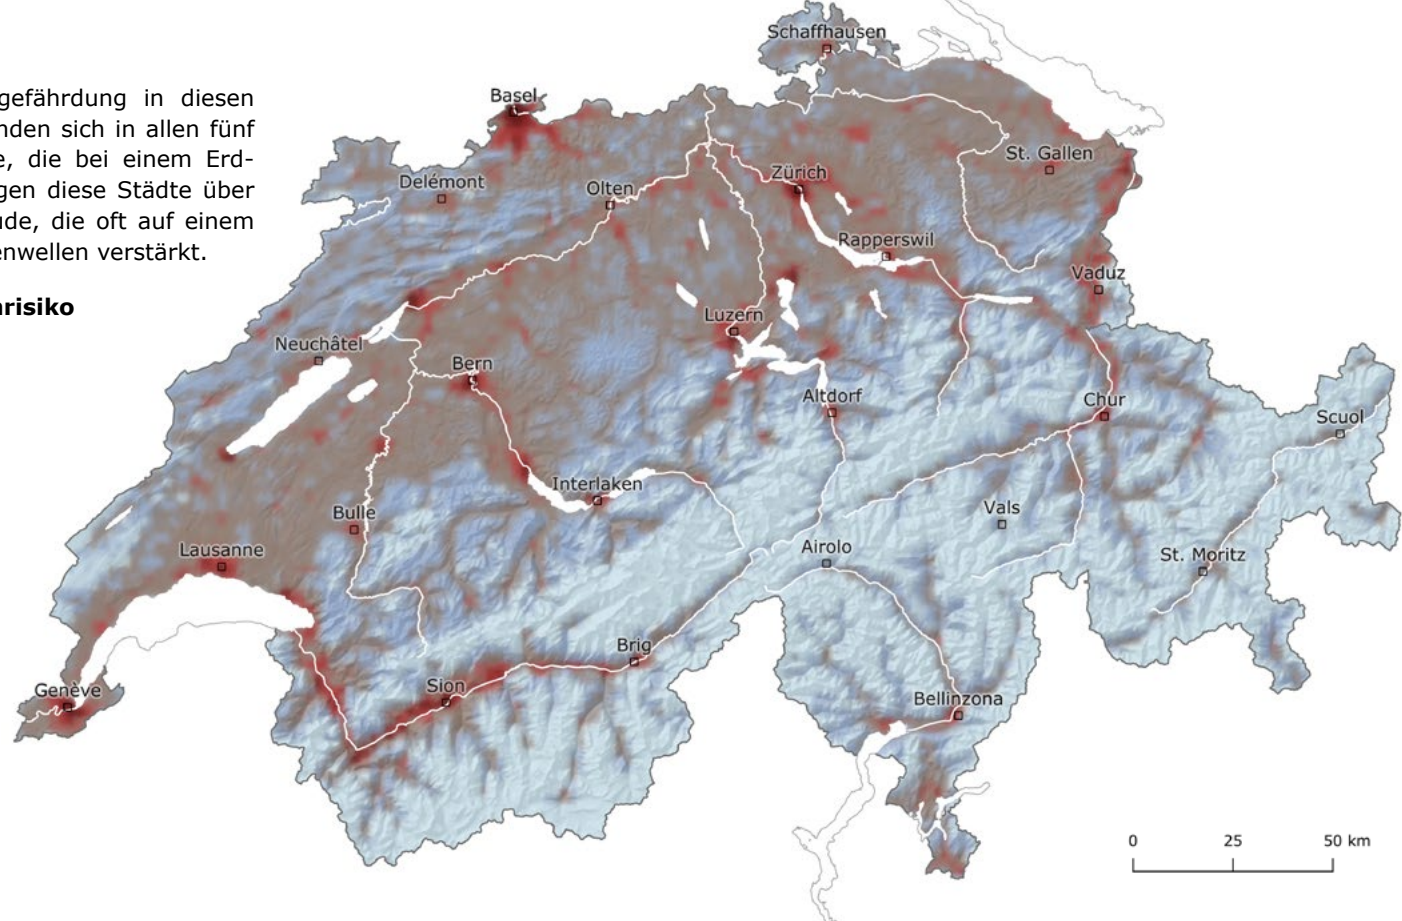 gefährdung in diesen
nden sich in allen fünf
e, die bei einem Erd-
gen diese Städte über
ude, die oft auf einem
enwellen verstärkt.
nrisiko
Schaffhausen
Basel
St. Gallen
Zürich
Delémont
Olten
Rapperswil
Vaduz
Luzern
Neuchâtel
Bern
Altdorf
Chur
Scuol
Interlaken
Vals
Bulle
Airolo
Lausanne
St. Moritz
Brig
Sion
Genève
Bellinzona
0 25 50 km